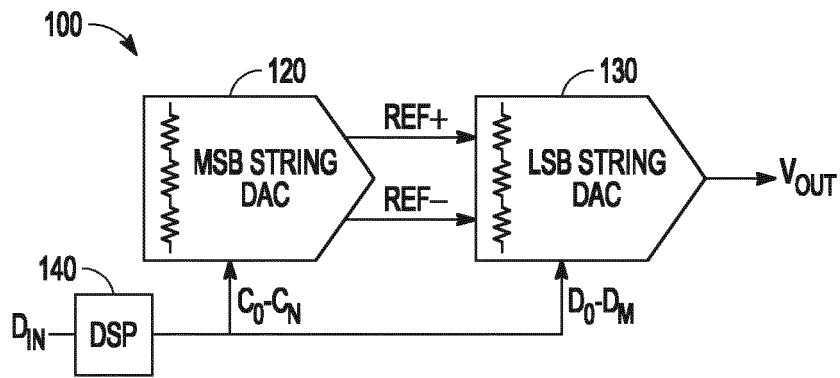 100
120
130
REF+
MSB STRING
DAC
LSB STRING
DAC
V_OUT
REF−
140
C_0-C_N
D_0-D_M
D_IN
DSP